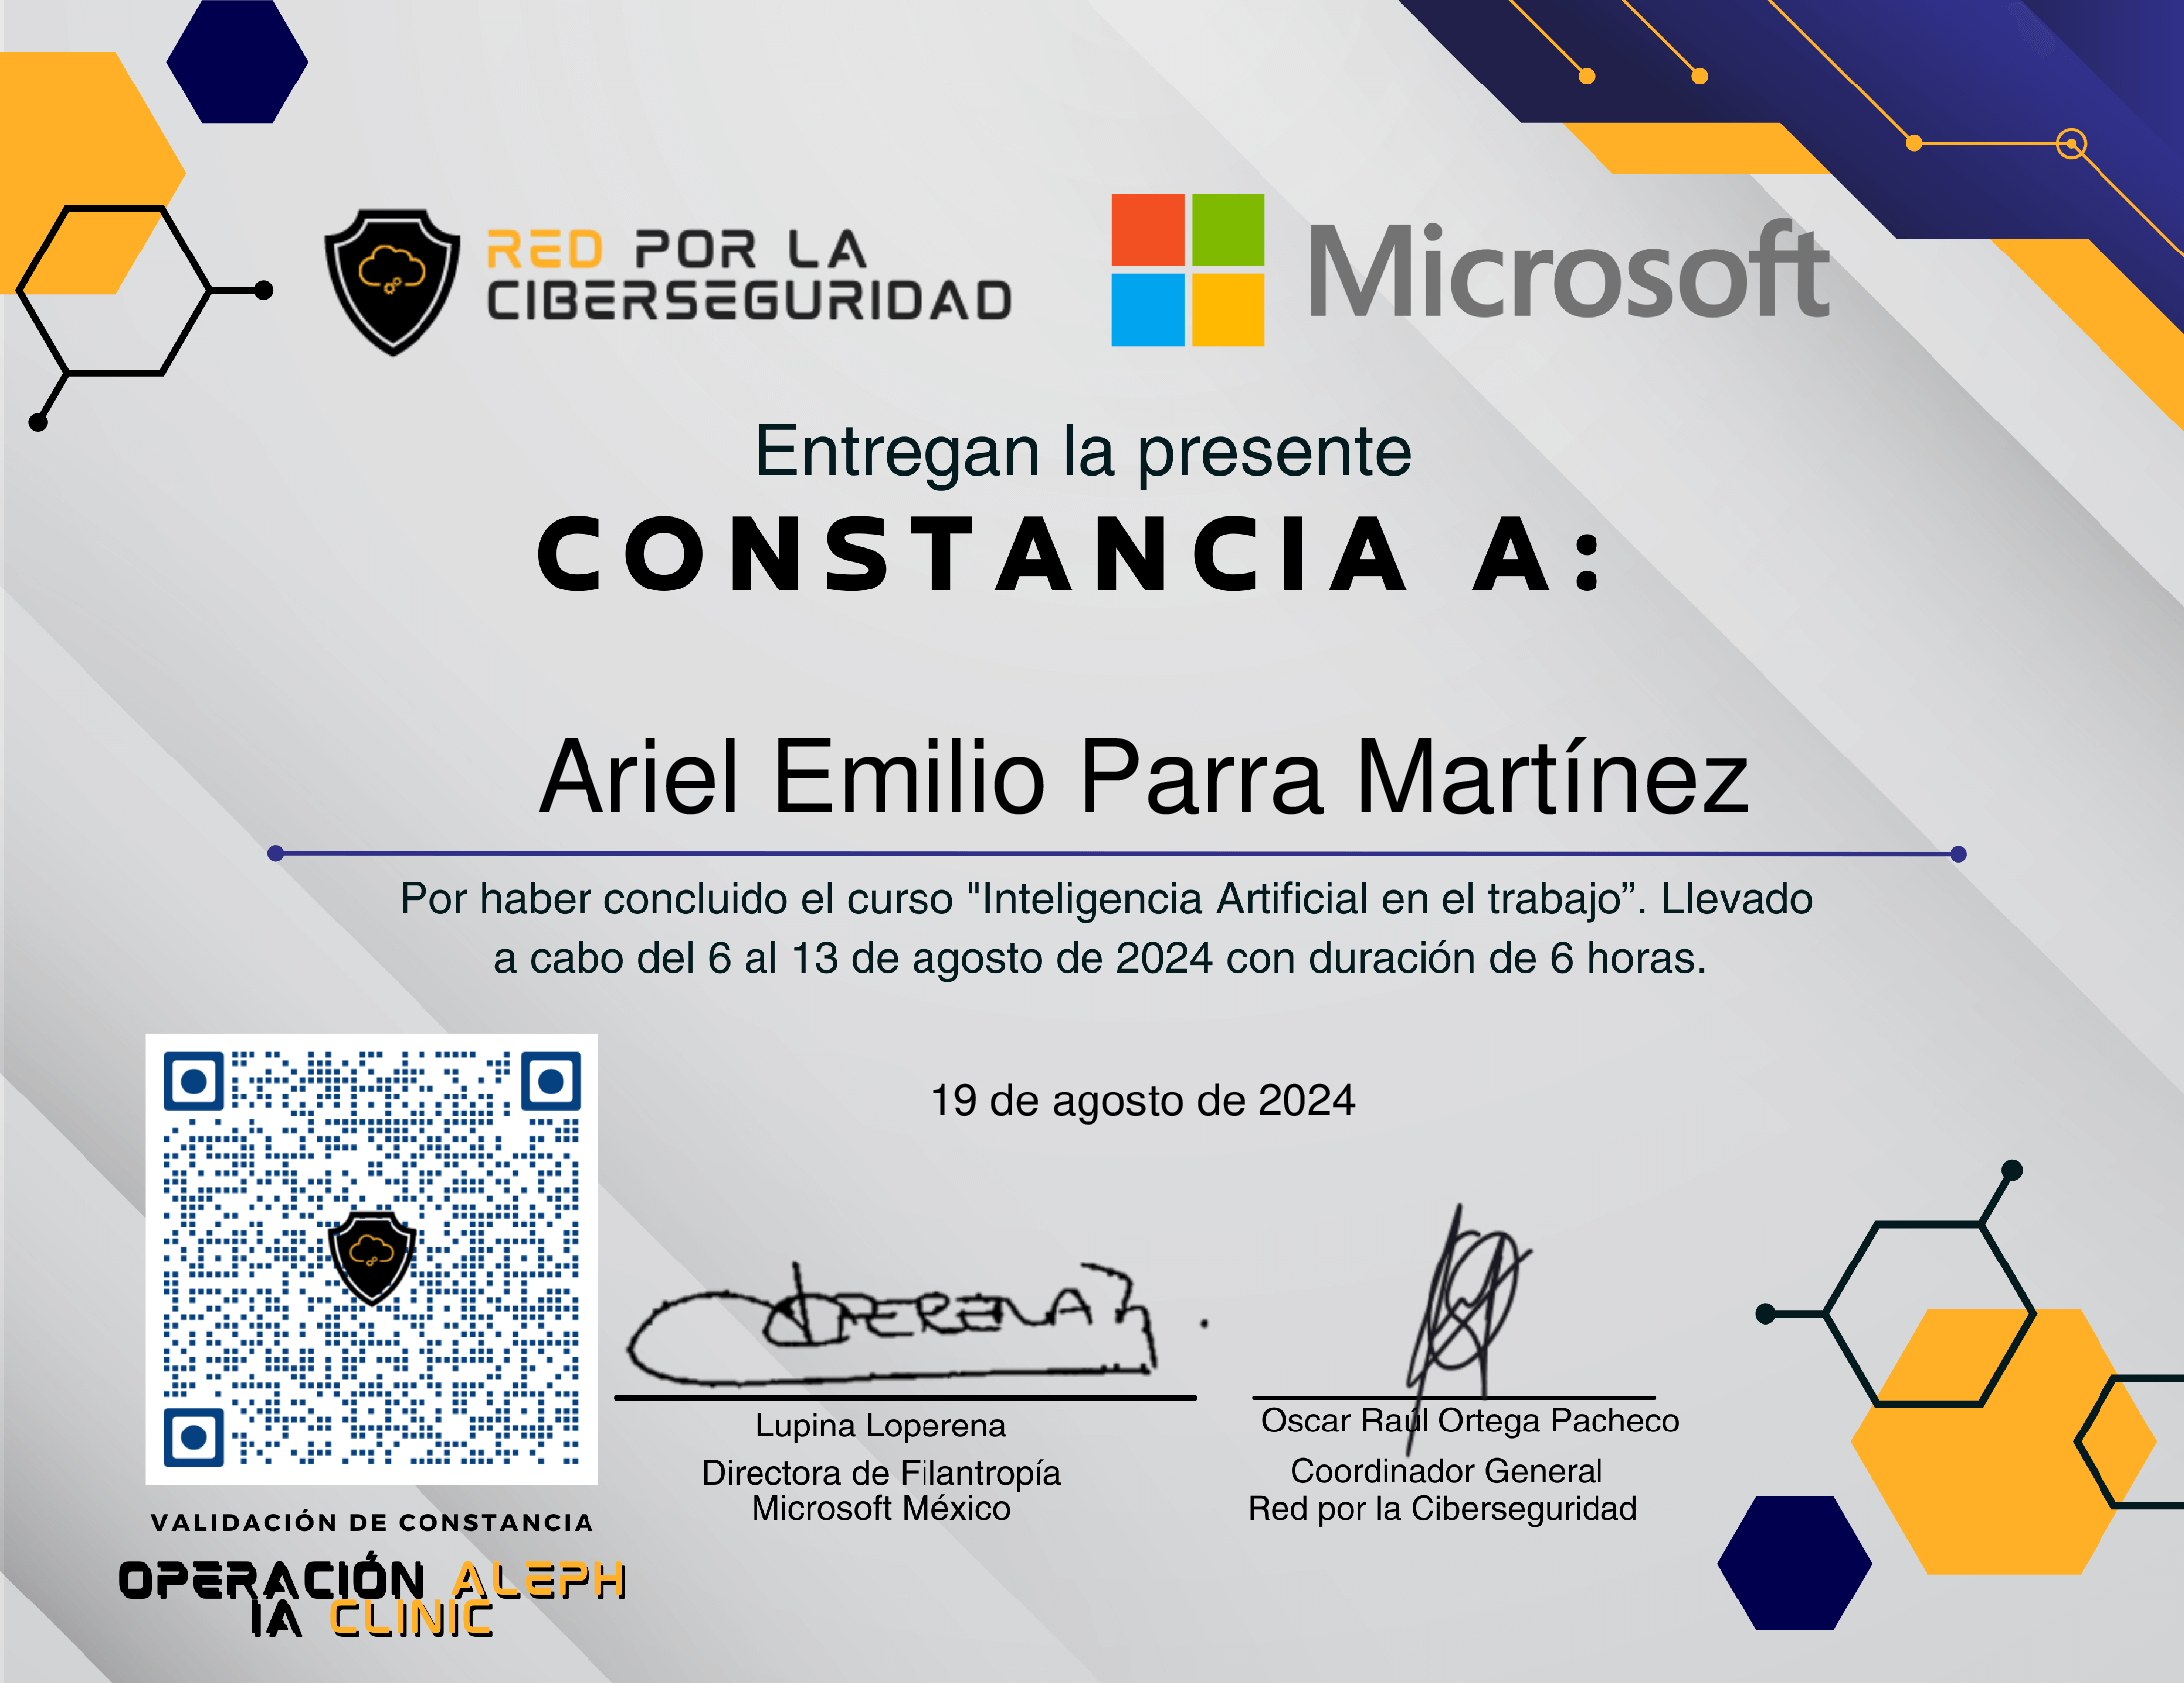 RED POR LA
CIBERSEGURIDAD
Microsoft
Entregan la presente
CONSTANCIA A:
Ariel Emilio Parra Martínez
Por haber concluido el curso "Inteligencia Artificial en el trabajo”. Llevado
a cabo del 6 al 13 de agosto de 2024 con duración de 6 horas.
19 de agosto de 2024
LOPERENA
Lupina Loperena
Directora de Filantropía
Microsoft México
Oscar Raúl Ortega Pacheco
Coordinador General
Red por la Ciberseguridad
VALIDACIÓN DE CONSTANCIA
OPERACIÓN ALEPH
IA CLINIC